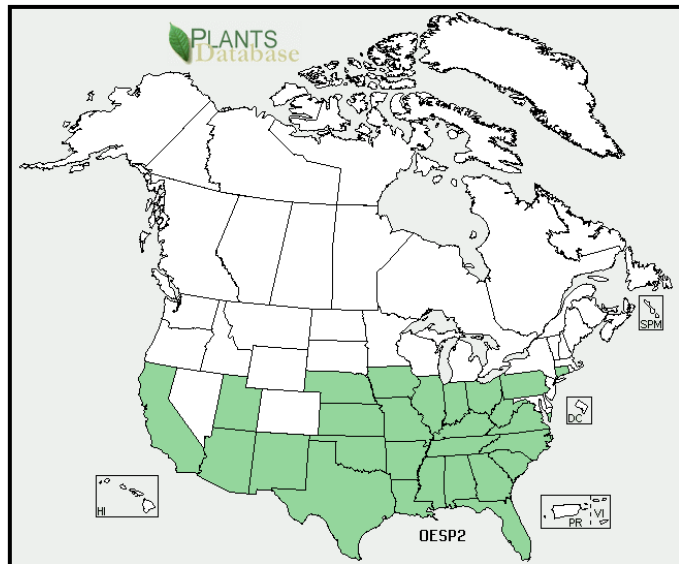 PLANTS
Database
SPM
DC
HI
PR
VI
OESP2